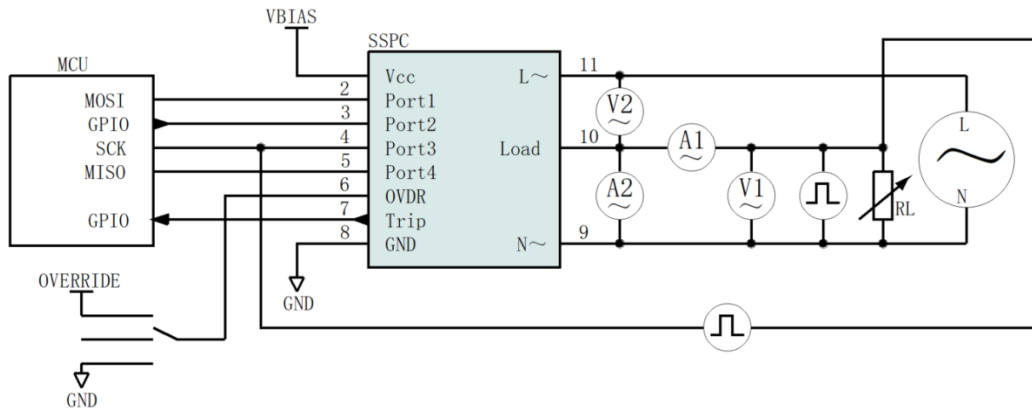 VBIAS
MCU
SSPC
Vcc
L~
11
MOSI
2
Port1
V2
~
GPIO
3
Port2
SCK
4
Port3
Load
10
A1
~
L
MISO
5
Port4
A2
~
V1
~
6
OVDR
RL
N
GPIO
7
Trip
8
GND
N~
9
OVERRIDE
GND
GND